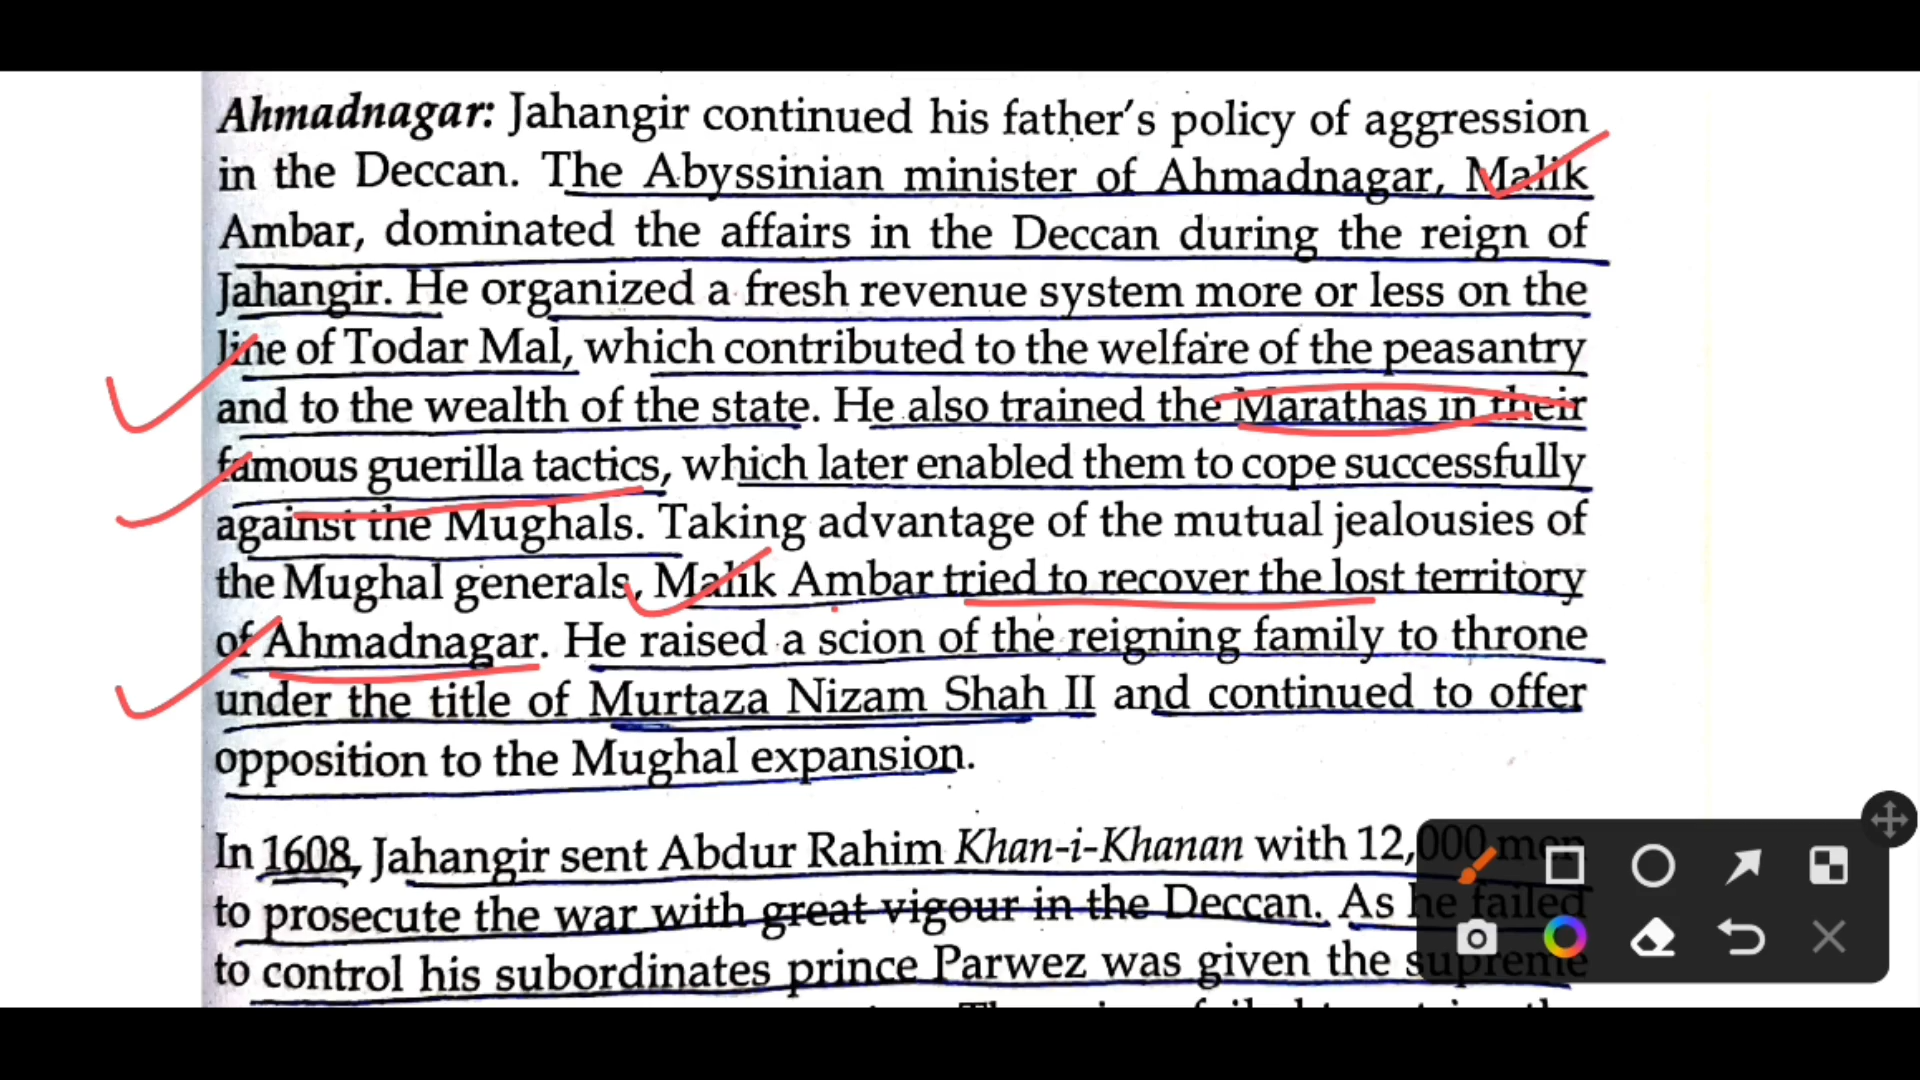 Ahmadnagar: Jahangir continued his father's policy of aggression
in the Deccan. The Abyssinian minister of Ahmadnagar, Malik
Ambar, dominated the affairs in the Deccan during the reign of
Jahangir. He organized a fresh revenue system more or less on the
line of Todar Mal, which contributed to the welfare of the peasantry
and to the wealth of the state. He also trained the Marathas in their
famous guerilla tactics, which later enabled them to cope successfully
against the Mughals. Taking advantage of the mutual jealousies of
the Mughal generals, Malik Ambar tried to recover the lost territory
of Ahmadnagar. He raised a scion of the reigning family to throne
under the title of Murtaza Nizam Shah II and continued to offer
opposition to the Mughal expansion.
In 1608, Jahangir sent Abdur Rahim Khan-i-Khanan with 12,000 men
to prosecute the war with great vigour in the Deccan. As he failed
to control his subordinates prince Parwez was given the supreme